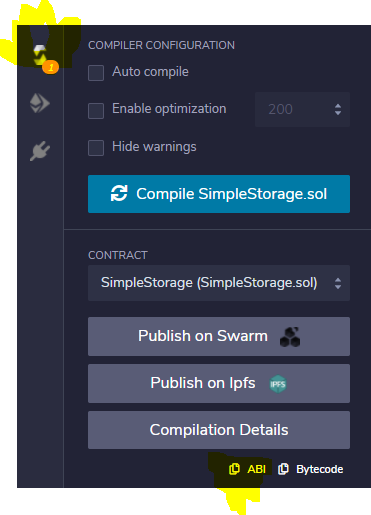 COMPILER CONFIGURATION
1
Auto compile
Enable optimization 200
Hide warnings
Compile SimpleStorage.sol
CONTRACT
SimpleStorage (SimpleStorage.sol)
Publish on Swarm
Publish on Ipfs IPFS
Compilation Details
ABI Bytecode